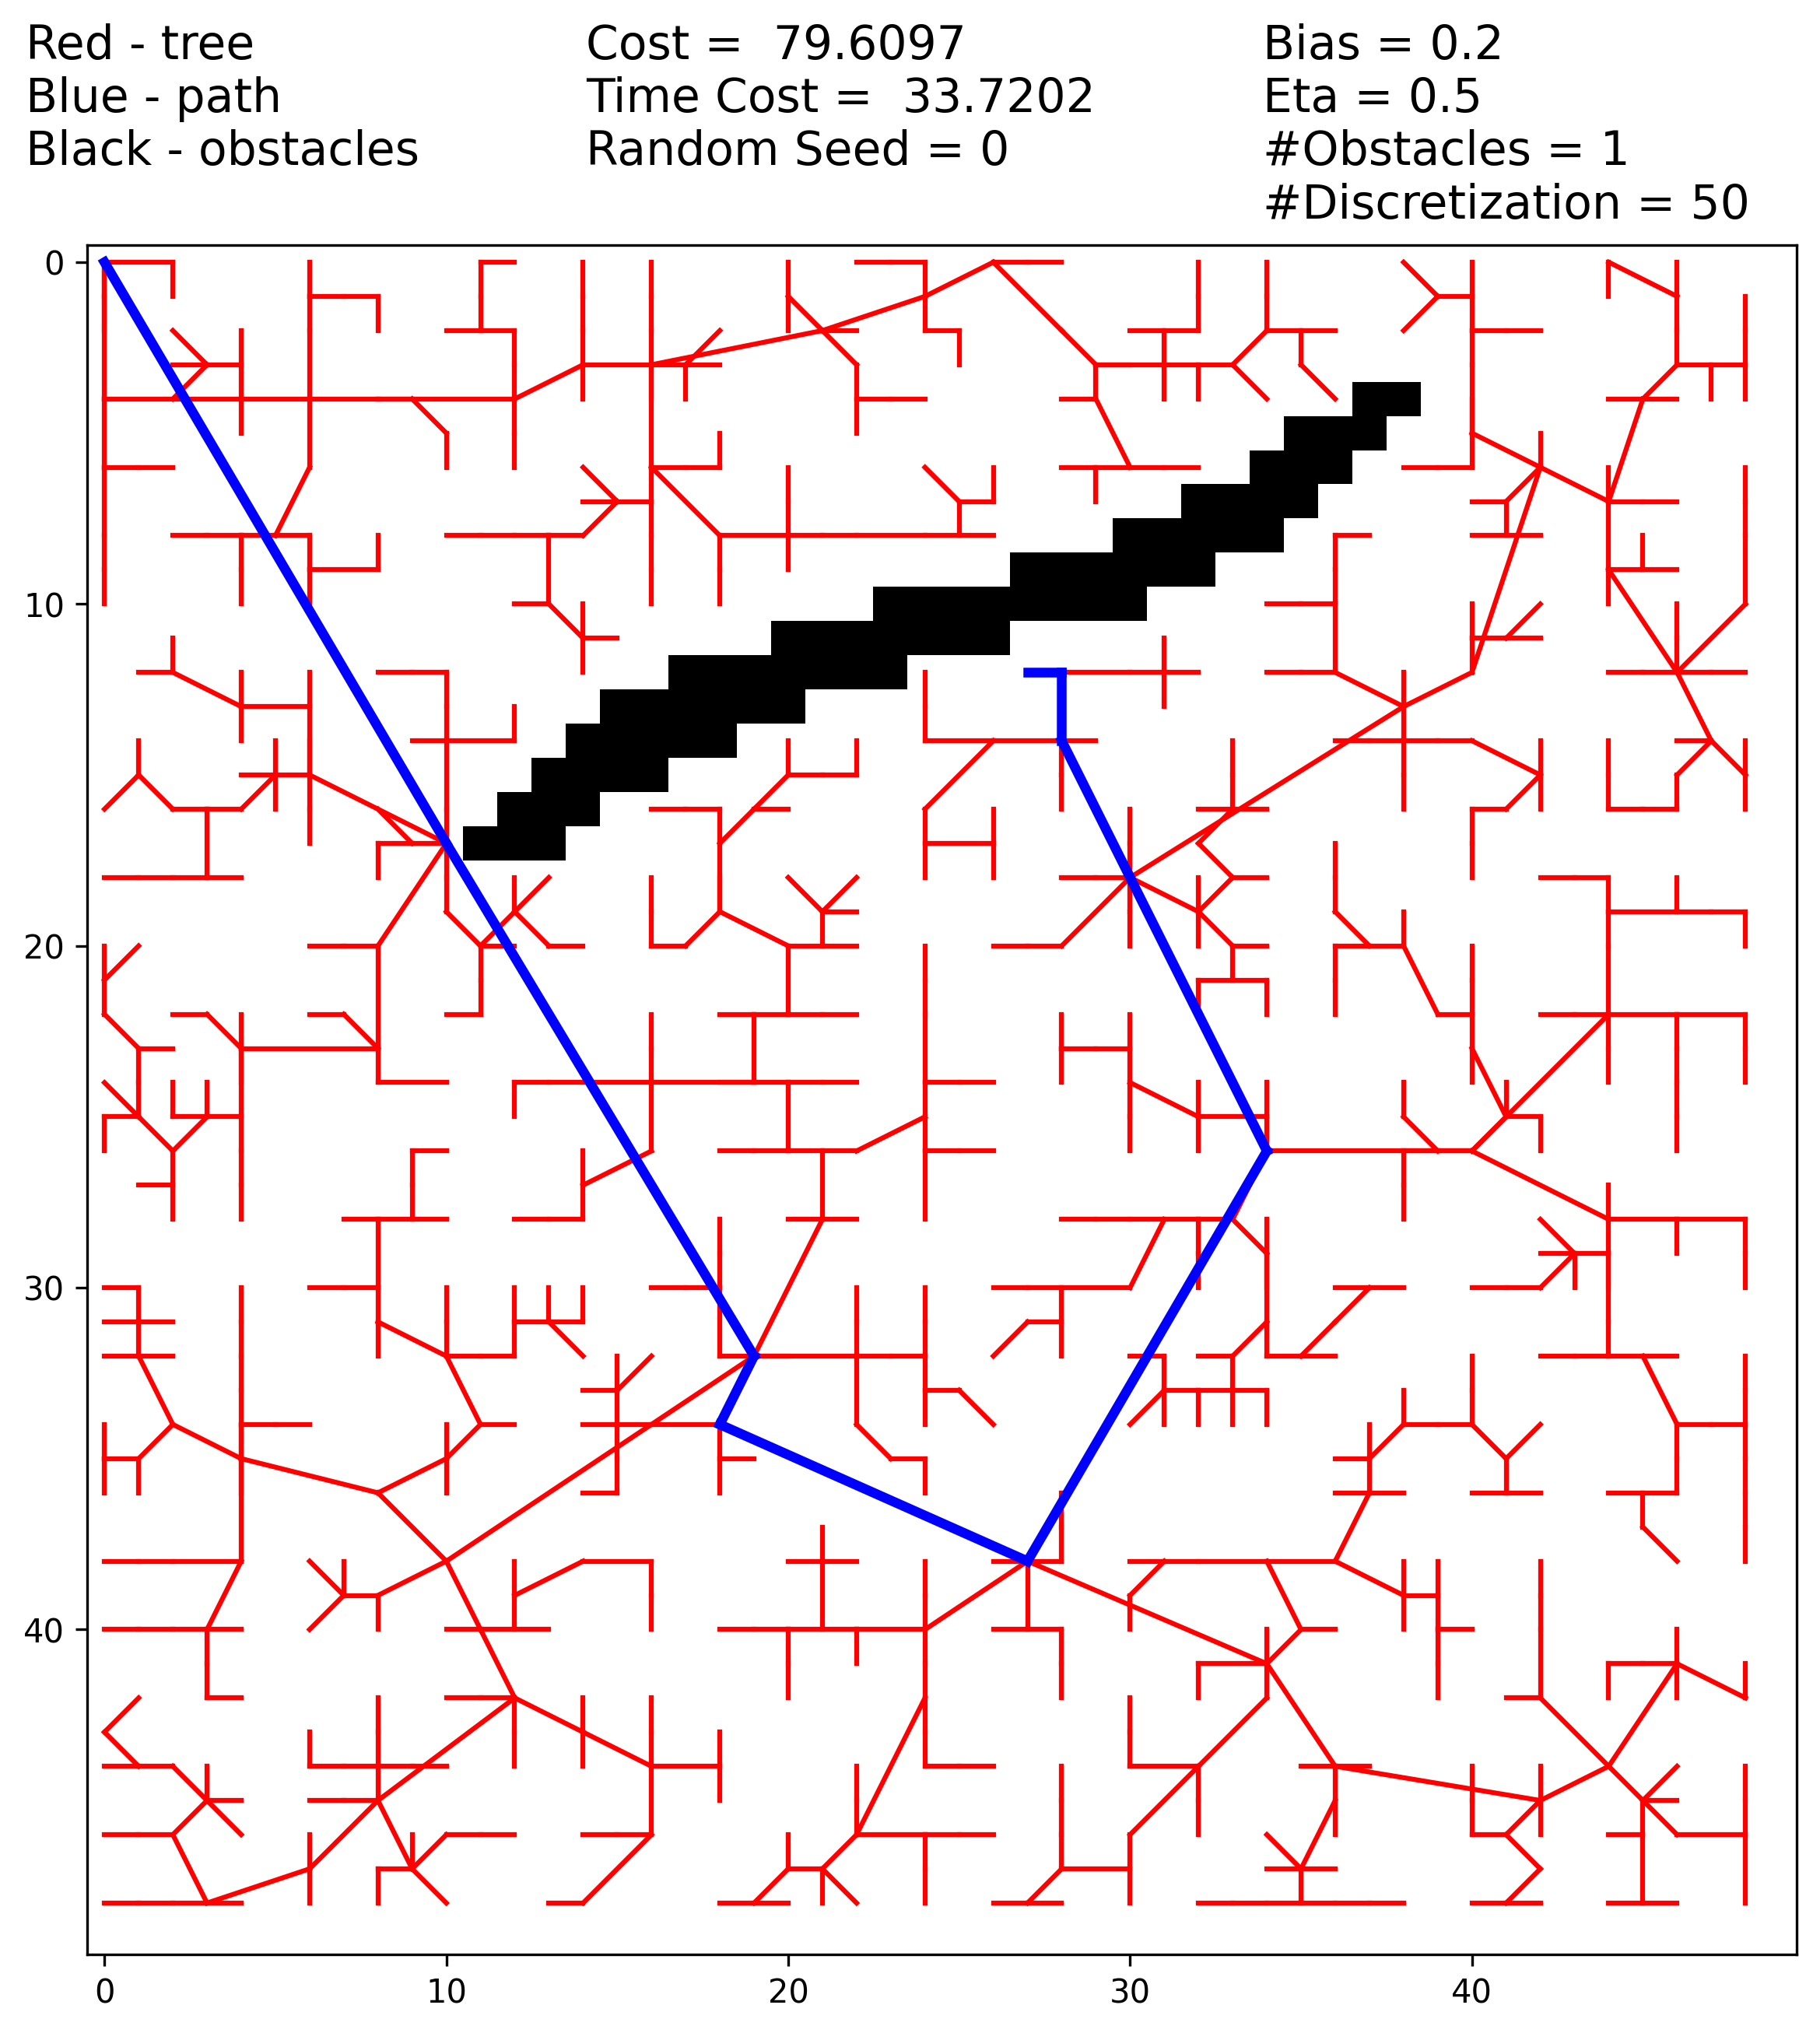 Red - tree
Blue - path
Black - obstacles
Cost = 79.6097
Time Cost = 33.7202
Random Seed = 0
Bias = 0.2
Eta = 0.5
#Obstacles = 1
#Discretization = 50
0
10
20
30
40
0 10 20 30 40